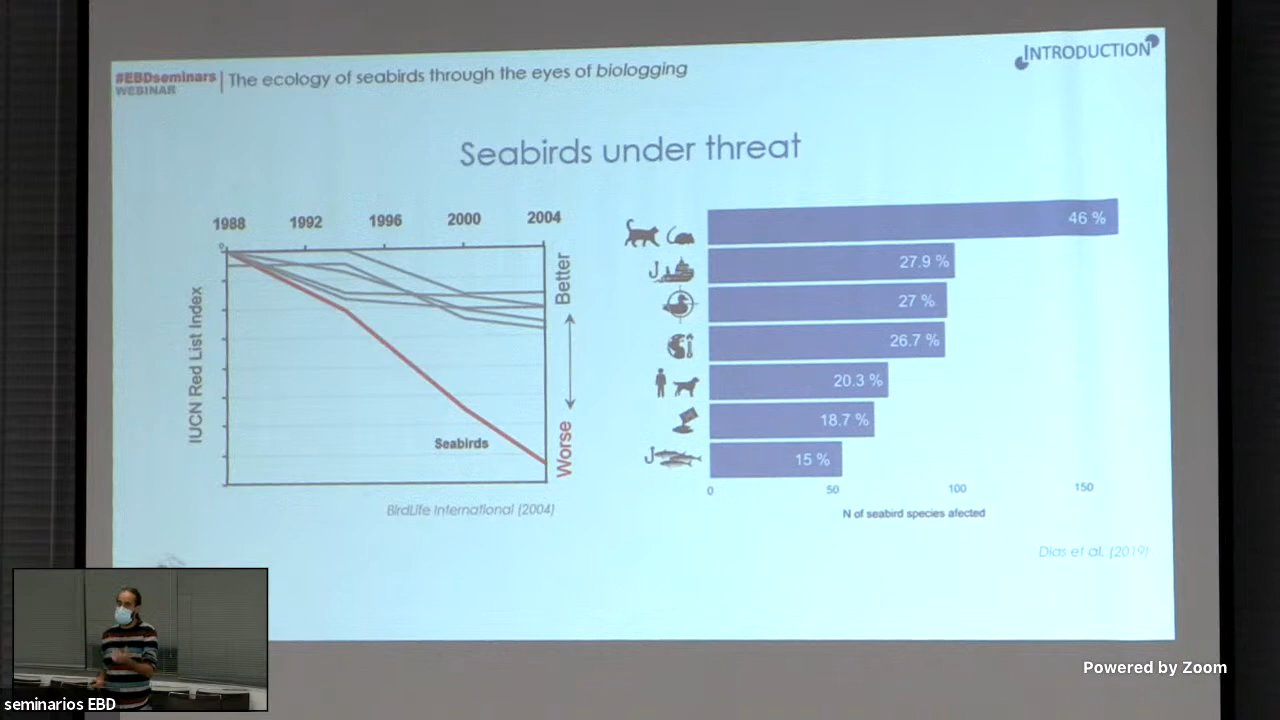 #EBDseminars
WEBINAR
The ecology of seabirds through the eyes of biologging
INTRODUCTION
Seabirds under threat
1988 1992 1996 2000 2004
0
IUCN Red List Index
Better
Worse
Seabirds
BirdLife International (2004)
46 %
27.9 %
27 %
26.7 %
20.3 %
18.7 %
15 %
0 50 100 150
N of seabird species affected
Dias et al. (2019)
seminarios EBD
Powered by Zoom